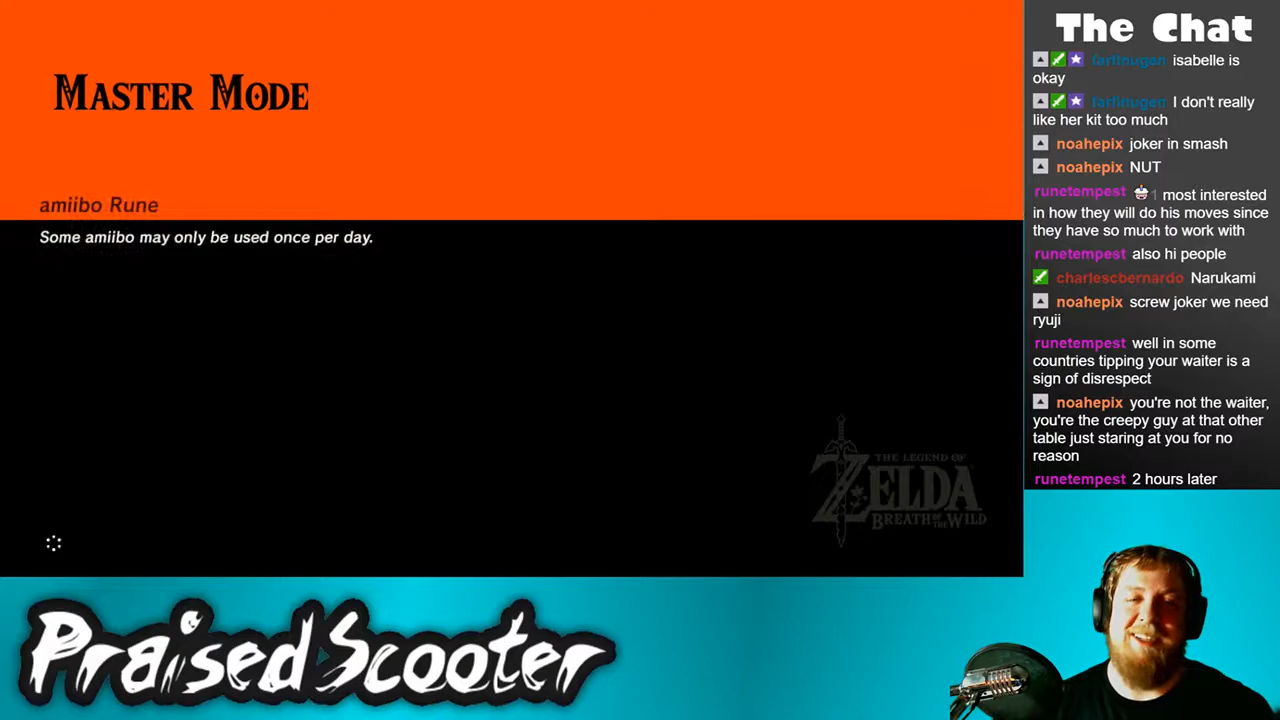 MASTER MODE
amiibo Rune
Some amiibo may only be used once per day.
THE LEGEND OF
ZELDA
BREATH OF THE WILD
PraisedScooter
The Chat
farfinugen isabelle is
okay
farfinugen I don't really
like her kit too much
noahepix joker in smash
noahepix NUT
runetempest 1 most interested
in how they will do his moves since
they have so much to work with
runetempest also hi people
charlescbernardo Narukami
noahepix screw joker we need
ryuji
runetempest well in some
countries tipping your waiter is a
sign of disrespect
noahepix you're not the waiter,
you're the creepy guy at that other
table just staring at you for no
reason
runetempest 2 hours later